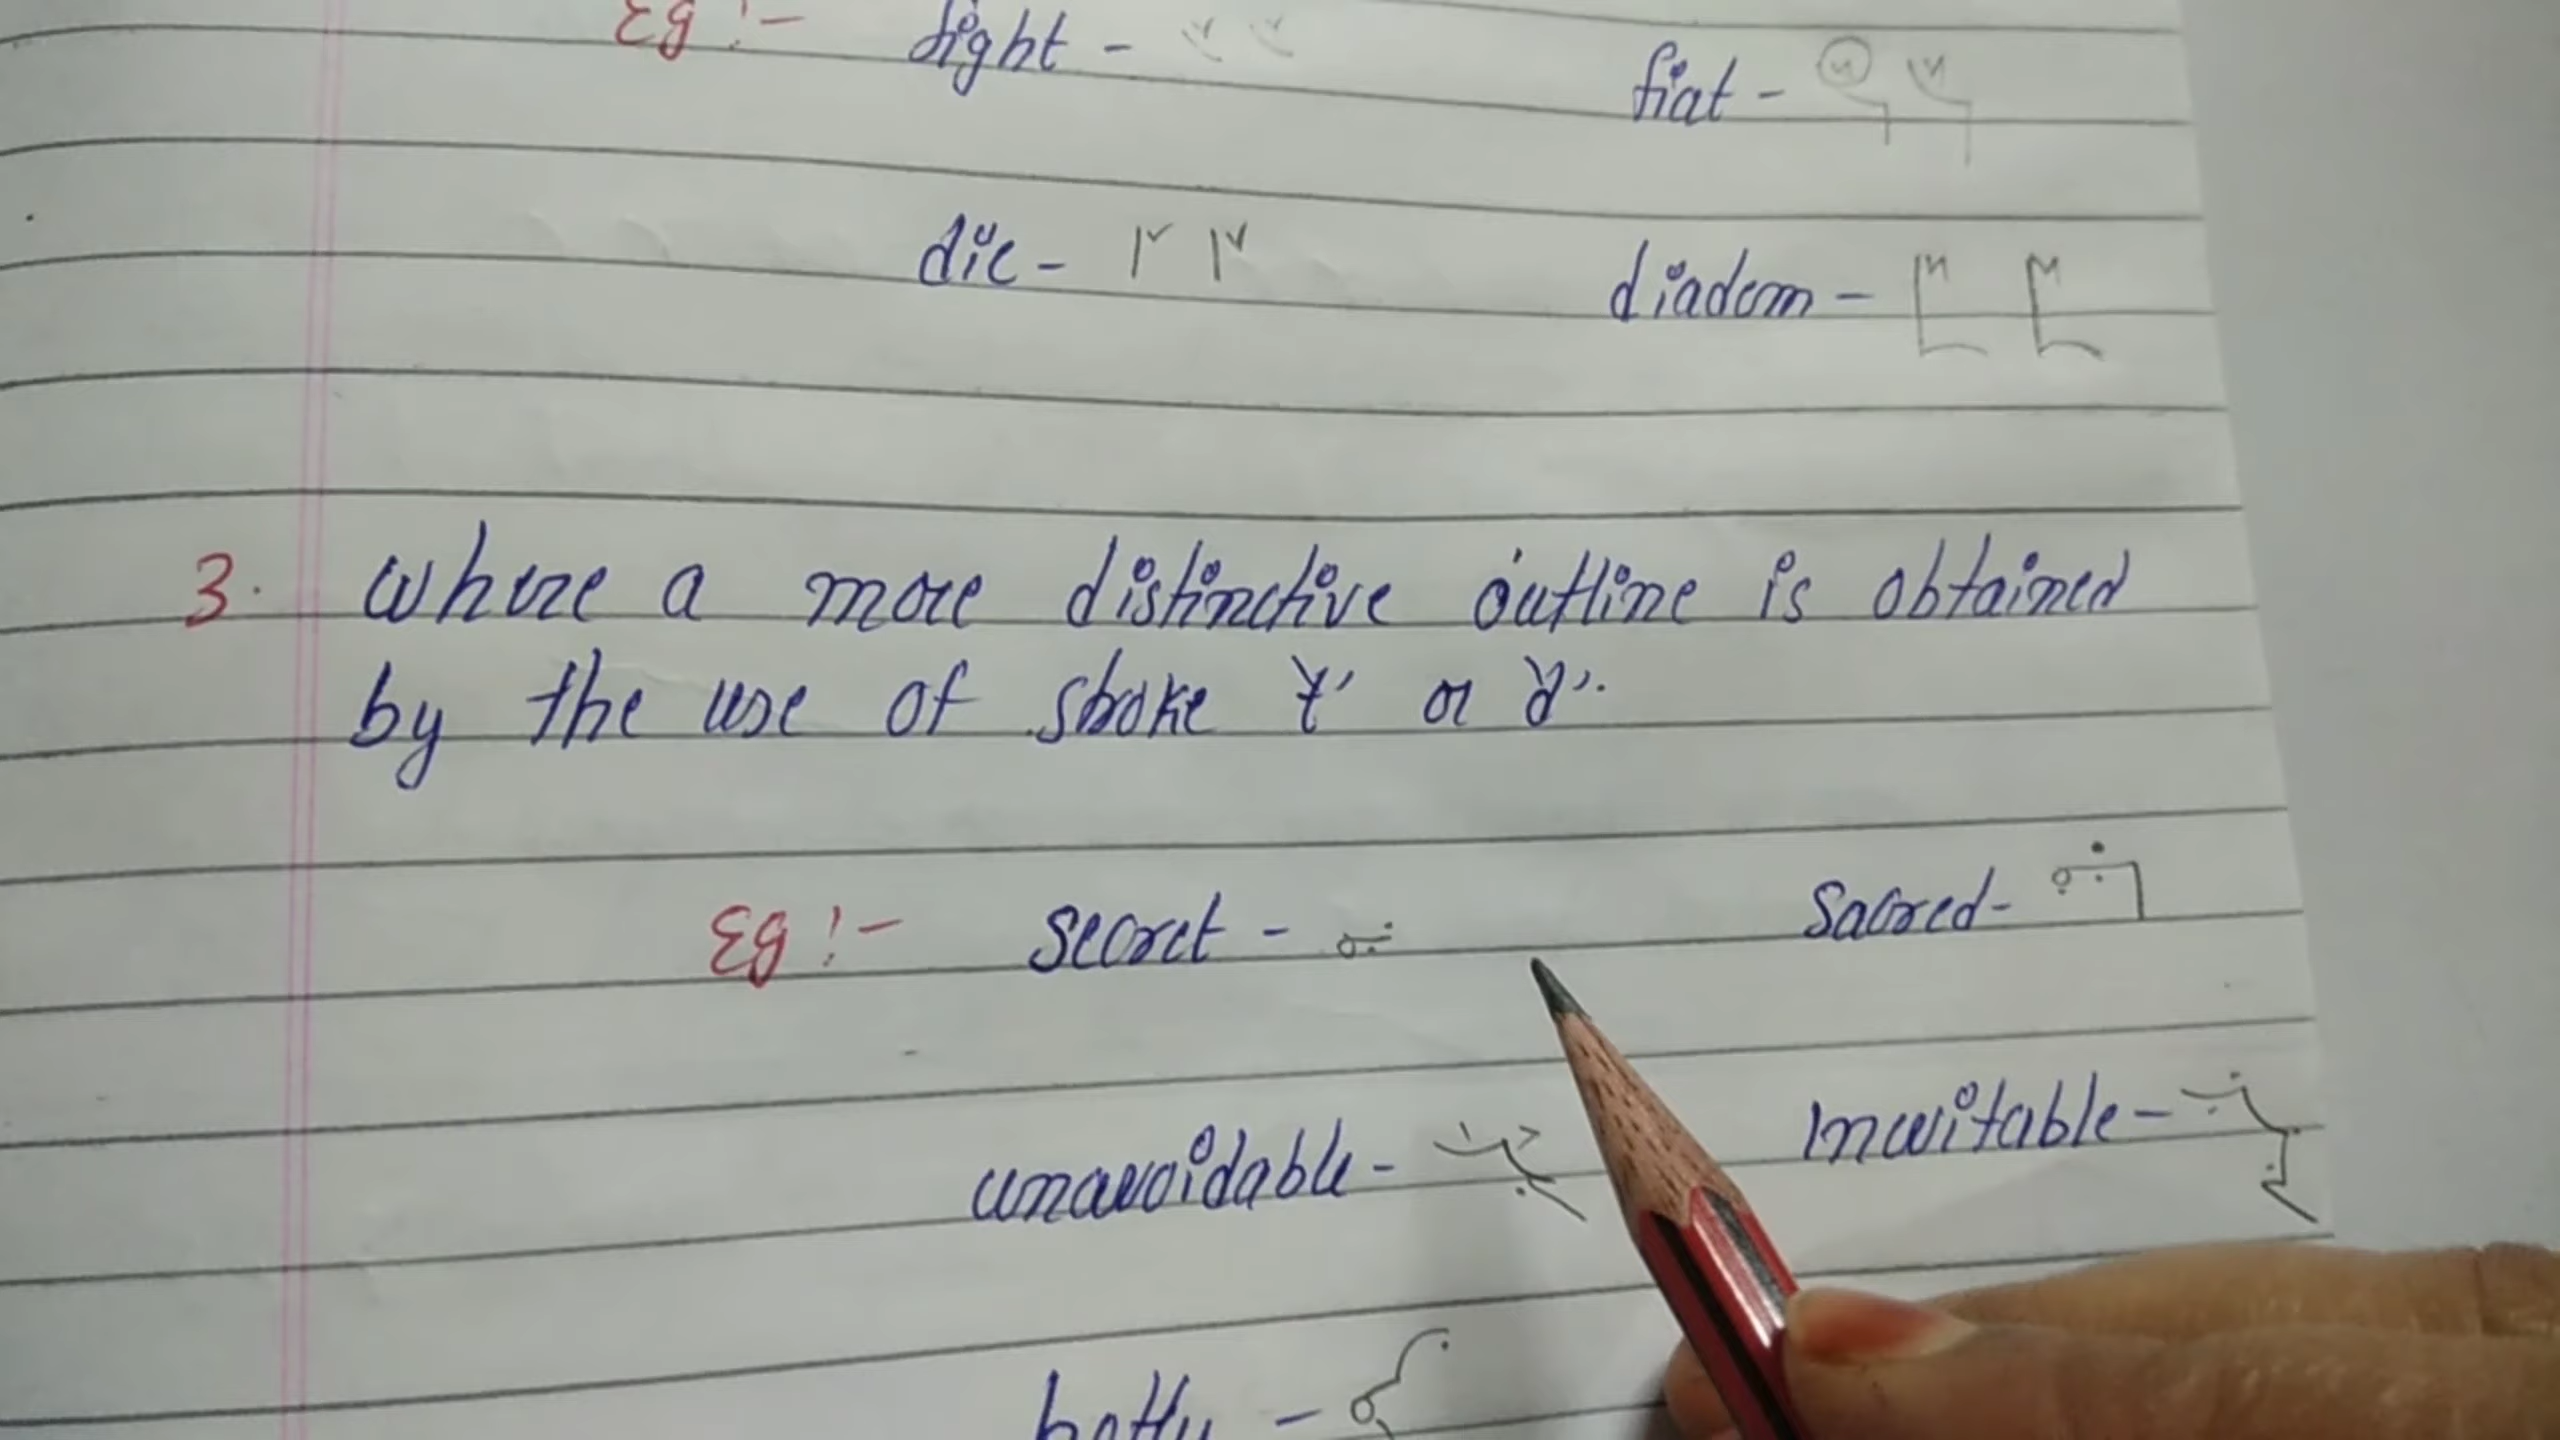 Eg :- fight - fiat -
die - diadem -
3. Where a more distinctive outline is obtained
by the use of stroke 't' or 'd'.
Eg :- Secret - Sacred -
unavoidable - Inevitable -